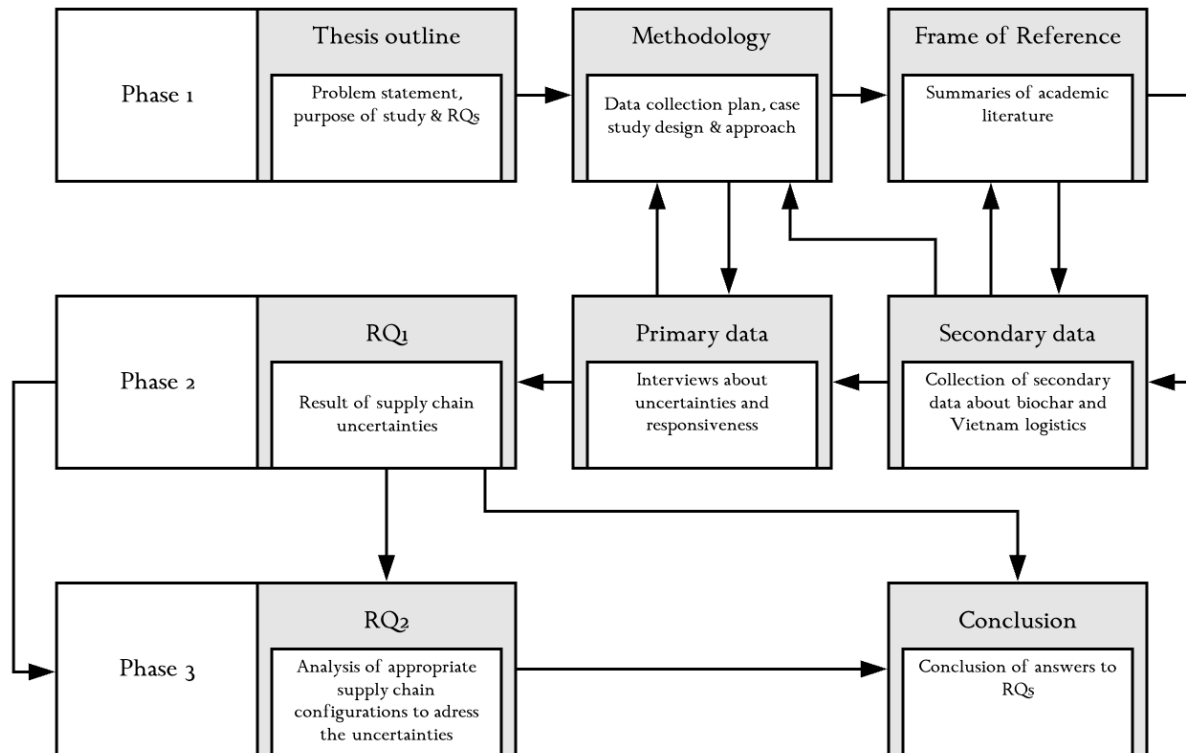 Phase 1
Thesis outline
Problem statement,
purpose of study & RQs
Methodology
Data collection plan, case
study design & approach
Frame of Reference
Summaries of academic
literature
Phase 2
RQ1
Result of supply chain
uncertainties
Primary data
Interviews about
uncertainties and
responsiveness
Secondary data
Collection of secondary
data about biochar and
Vietnam logistics
Phase 3
RQ2
Analysis of appropriate
supply chain
configurations to adress
the uncertainties
Conclusion
Conclusion of answers to
RQs